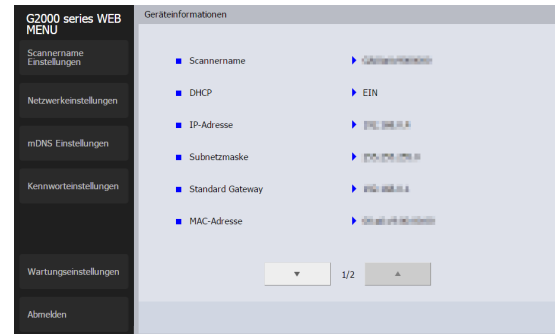 G2000 series WEB
MENU
Geräteinformationen
Scannername
Einstellungen
Netzwerkeinstellungen
mDNS Einstellungen
Kennworteinstellungen
Wartungseinstellungen
Abmelden
Scannername
DHCP EIN
IP-Adresse
Subnetzmaske
Standard Gateway
MAC-Adresse
1/2